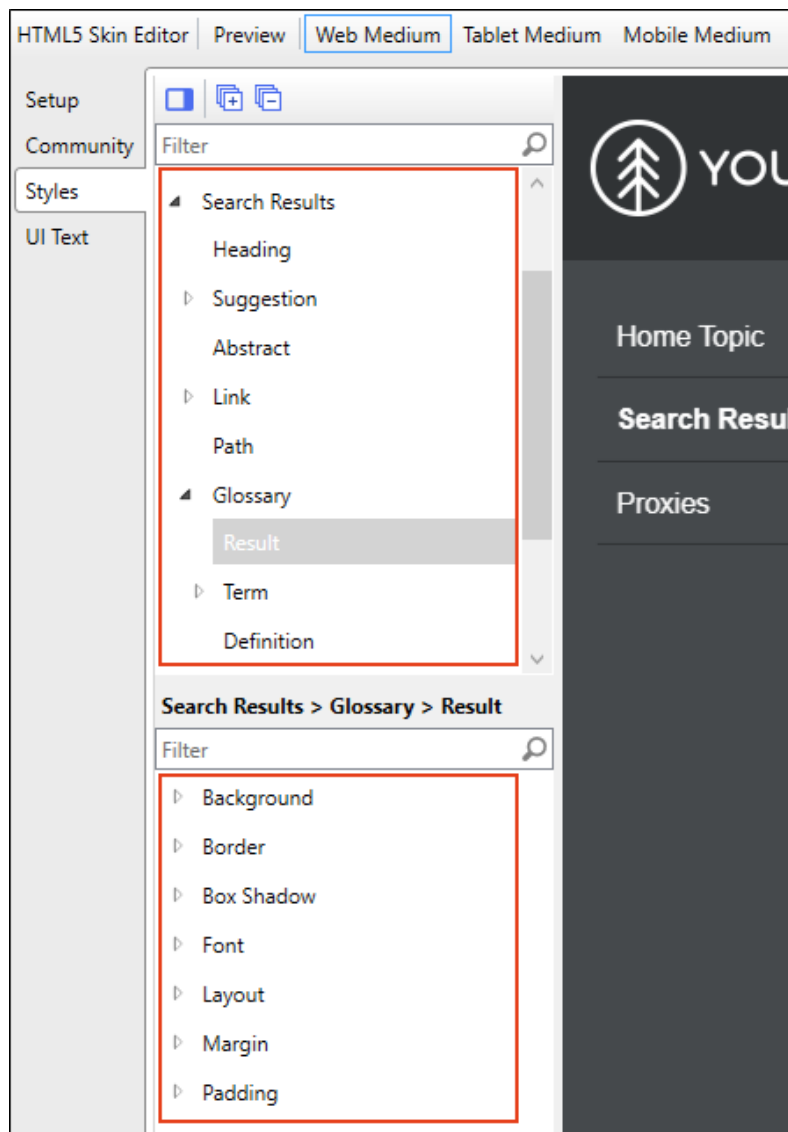 HTML5 Skin Editor Preview Web Medium Tablet Medium Mobile Medium
Setup
Community
Styles
UI Text
Filter
Search Results
Heading
Suggestion
Abstract
Link
Path
Glossary
Result
Term
Definition
Search Results > Glossary > Result
Filter
Background
Border
Box Shadow
Font
Layout
Margin
Padding
YOU
Home Topic
Search Resul
Proxies